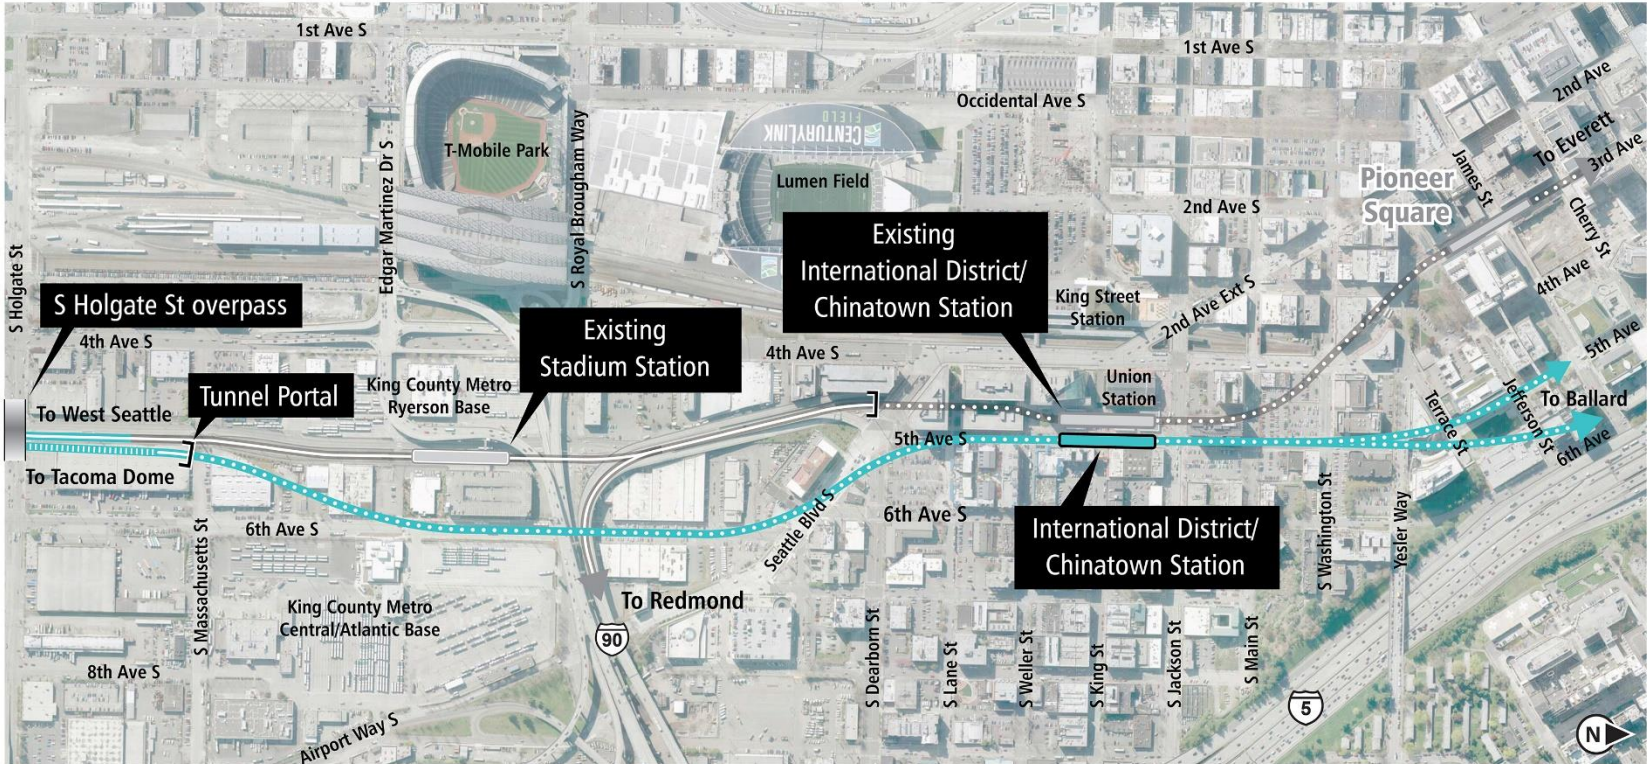 1st Ave S
1st Ave S
2nd Ave
Occidental Ave S
CENTURYLINK
FIELD
To Everett
3rd Ave
T-Mobile Park
Edgar Martinez Dr S
S Royal Brougham Way
Lumen Field
James St
Pioneer
Square
2nd Ave S
Cherry St
4th Ave
Existing
International District/
Chinatown Station
King Street
Station
2nd Ave Ext S
S Holgate St
S Holgate St overpass
4th Ave S
Existing
Stadium Station
4th Ave S
5th Ave
Tunnel Portal
King County Metro
Ryerson Base
Union
Station
To West Seattle
Terrace St
Jefferson St
To Ballard
6th Ave
5th Ave S
To Tacoma Dome
6th Ave S
6th Ave S
Seattle Blvd S
International District/
Chinatown Station
S Washington St
Yesler Way
S Massachusetts St
King County Metro
Central/Atlantic Base
To Redmond
90
8th Ave S
Airport Way S
S Dearborn St
S Lane St
S Weller St
S King St
S Jackson St
S Main St
5
N